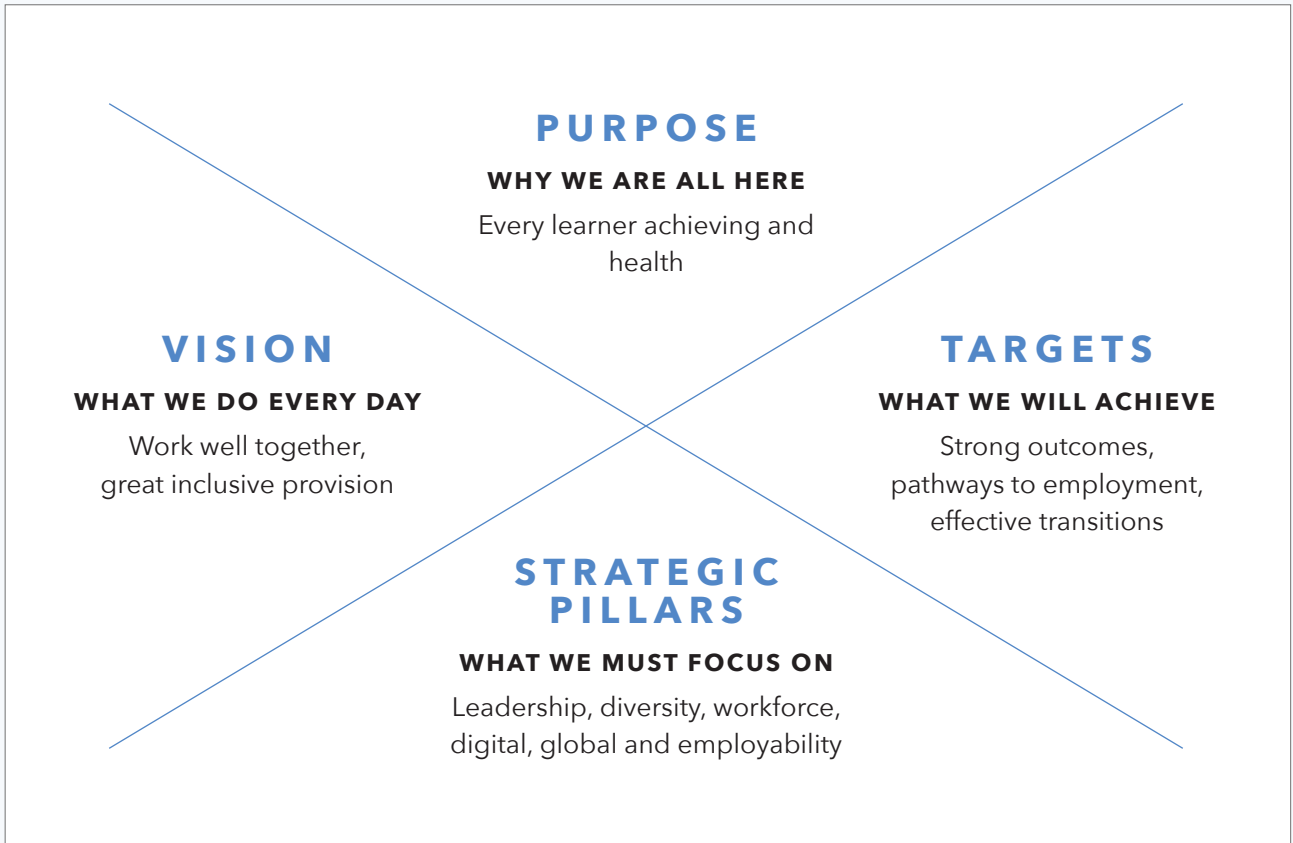 PURPOSE
WHY WE ARE ALL HERE
Every learner achieving and
health
VISION
WHAT WE DO EVERY DAY
Work well together,
great inclusive provision
TARGETS
WHAT WE WILL ACHIEVE
Strong outcomes,
pathways to employment,
effective transitions
STRATEGIC
PILLARS
WHAT WE MUST FOCUS ON
Leadership, diversity, workforce,
digital, global and employability